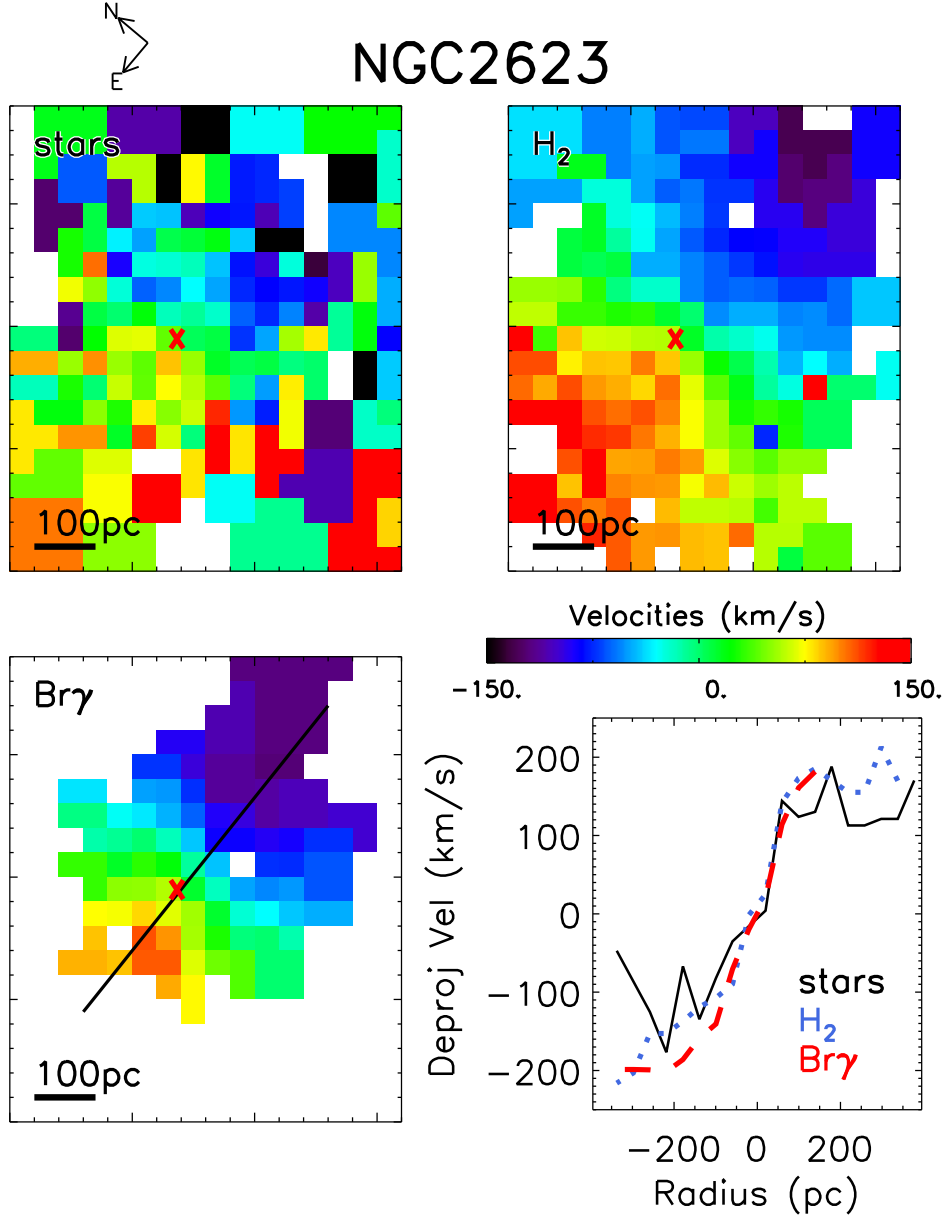 N
E
NGC2623
stars
H₂
100pc
100pc
Brγ
100pc
Velocities (km/s)
−150. 0. 150.
Deproj Vel (km/s)
200
100
0
−100
−200
stars
H₂
Brγ
−200 0 200
Radius (pc)